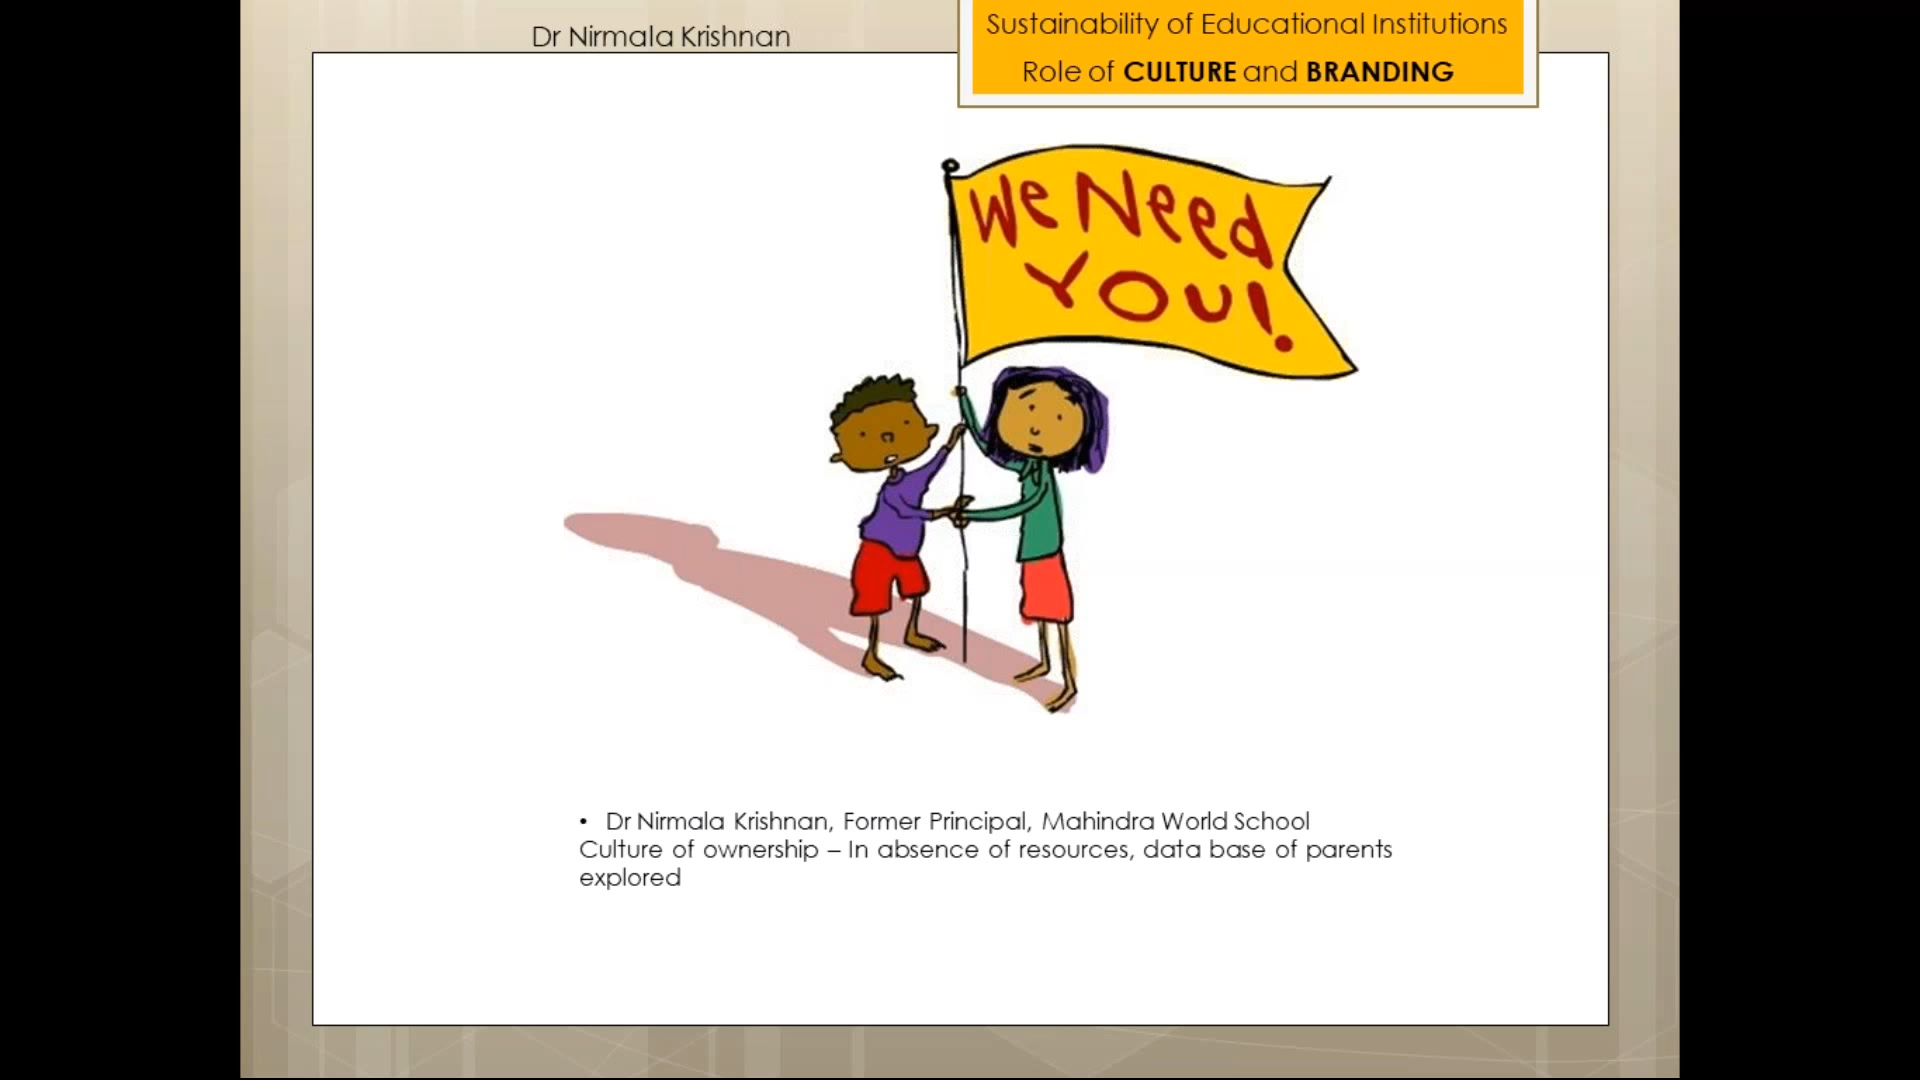 Dr Nirmala Krishnan
Sustainability of Educational Institutions
Role of CULTURE and BRANDING
We Need
YOU!
• Dr Nirmala Krishnan, Former Principal, Mahindra World School
Culture of ownership – In absence of resources, data base of parents
explored